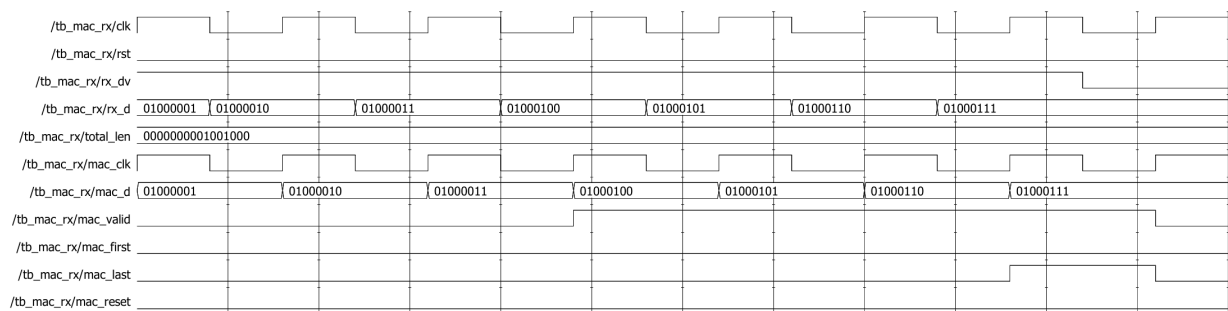 /tb_mac_rx/clk
/tb_mac_rx/rst
/tb_mac_rx/rx_dv
/tb_mac_rx/rx_d 01000001 01000010 01000011 01000100 01000101 01000110 01000111
/tb_mac_rx/total_len 0000000001001000
/tb_mac_rx/mac_clk
/tb_mac_rx/mac_d 01000001 01000010 01000011 01000100 01000101 01000110 01000111
/tb_mac_rx/mac_valid
/tb_mac_rx/mac_first
/tb_mac_rx/mac_last
/tb_mac_rx/mac_reset